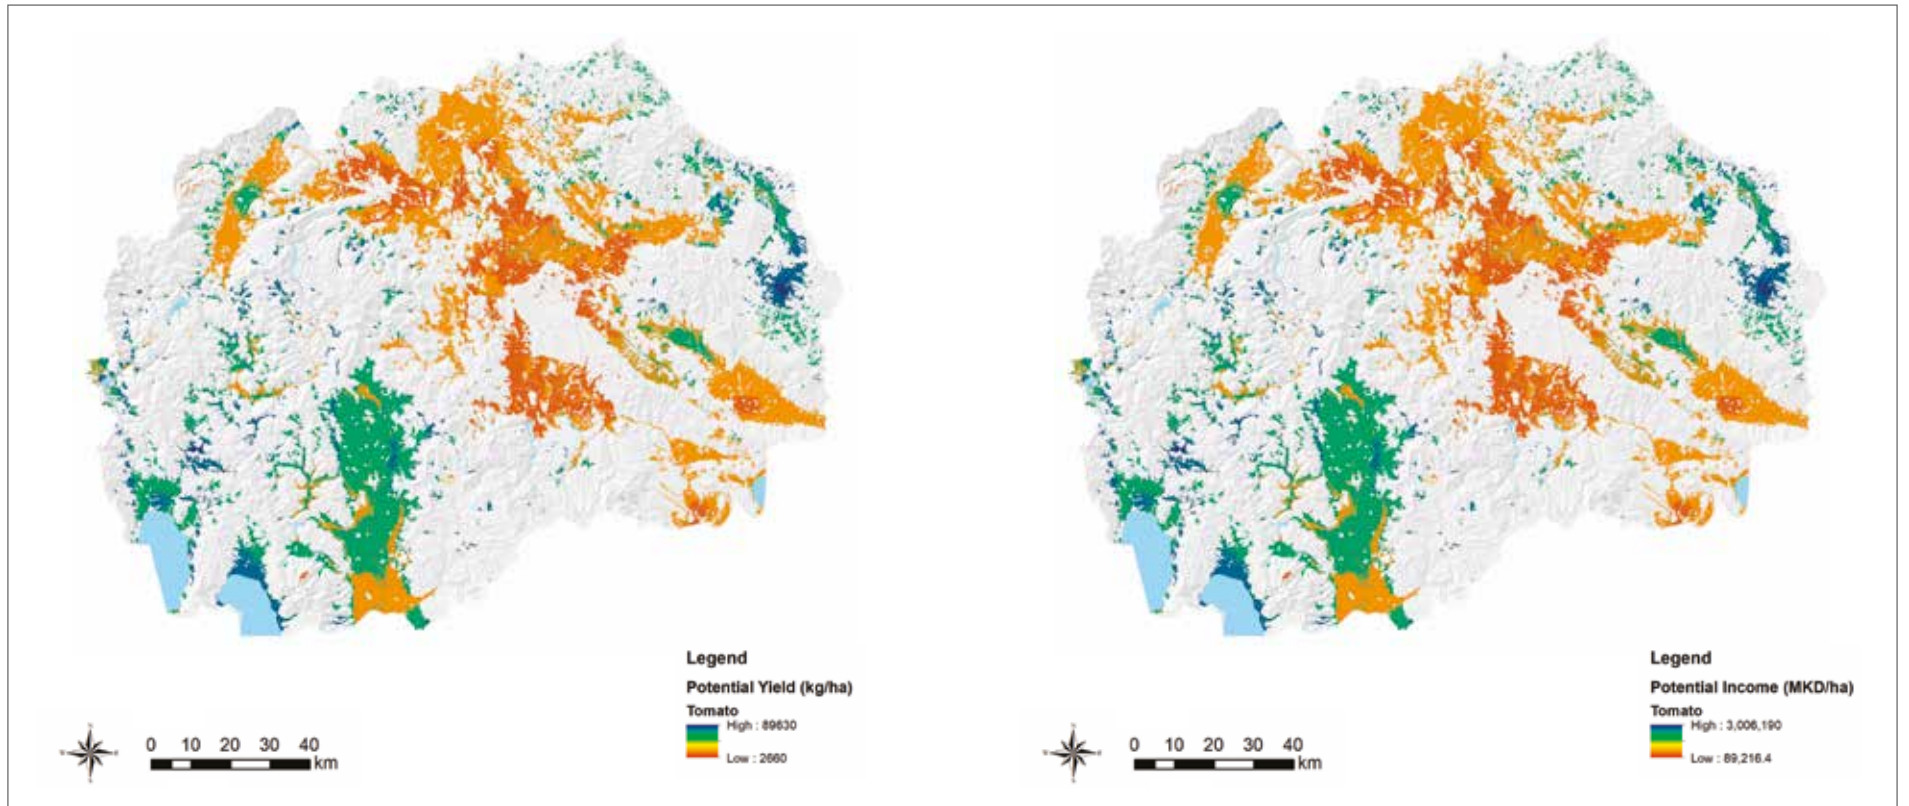 Legend
Potential Yield (kg/ha)
Tomato
High : 89630
Low : 2660
0 10 20 30 40
km
Legend
Potential Income (MKD/ha)
Tomato
High : 3,006,190
Low : 89,216.4
0 10 20 30 40
km